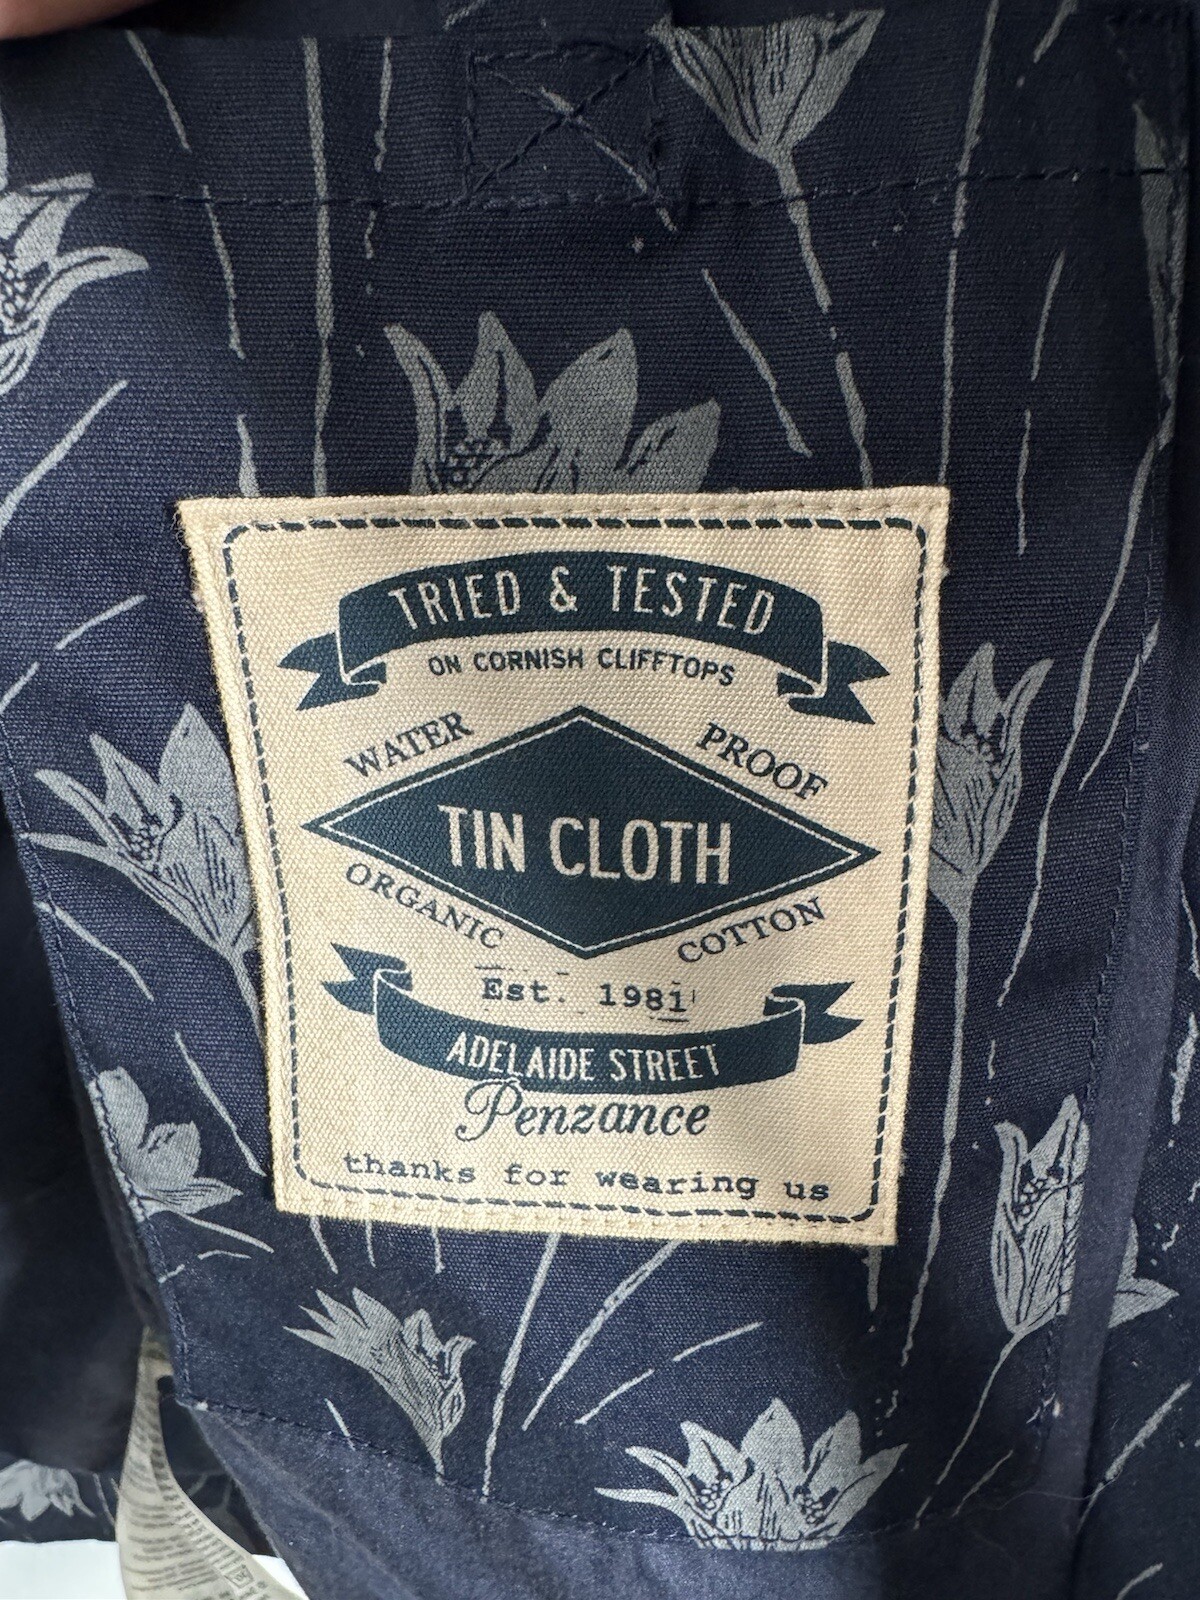 TRIED & TESTED
ON CORNISH CLIFFTOPS
WATER PROOF
TIN CLOTH
ORGANIC COTTON
Est. 1981
ADELAIDE STREET
Penzance
thanks for wearing us